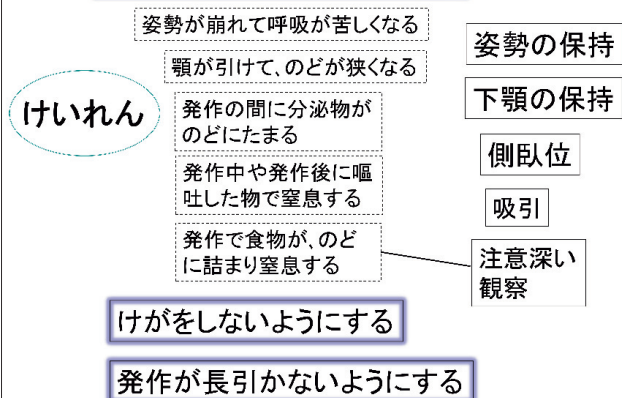 姿勢が崩れて呼吸が苦しくなる
顎が引けて、のどが狭くなる
けいれん
発作の間に分泌物が
のどにたまる
発作中や発作後に嘔
吐した物で窒息する
発作で食物が、のど
に詰まり窒息する
姿勢の保持
下顎の保持
側臥位
吸引
注意深い
観察
けがをしないようにする
発作が長引かないようにする